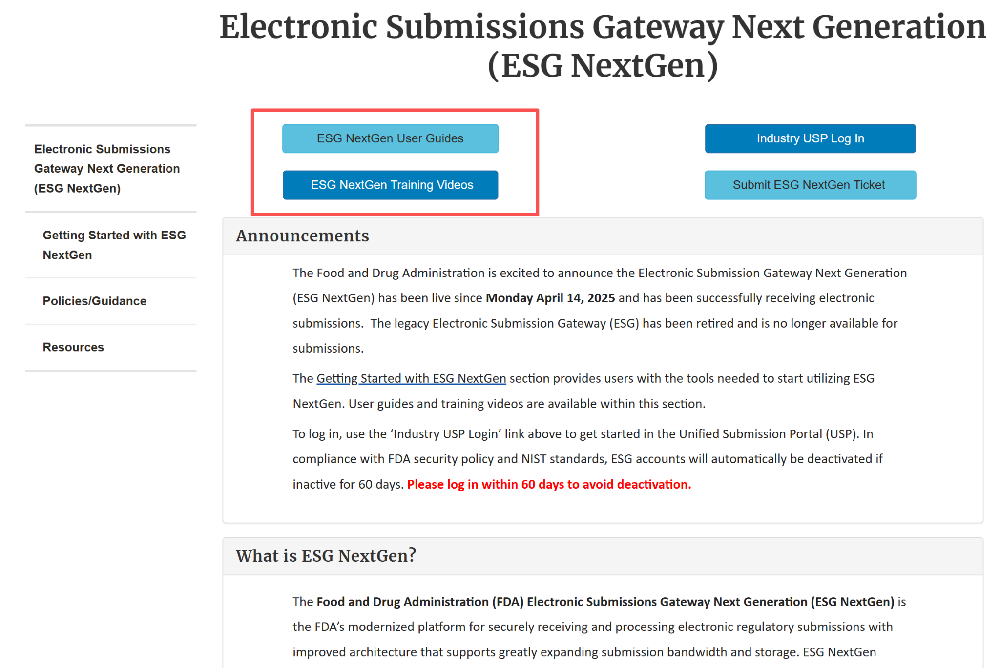 Electronic Submissions Gateway Next Generation
(ESG NextGen)
Electronic Submissions
Gateway Next Generation
(ESG NextGen)
Getting Started with ESG
NextGen
Policies/Guidance
Resources
ESG NextGen User Guides
Industry USP Log In
ESG NextGen Training Videos
Submit ESG NextGen Ticket
Announcements
The Food and Drug Administration is excited to announce the Electronic Submission Gateway Next Generation
(ESG NextGen) has been live since Monday April 14, 2025 and has been successfully receiving electronic
submissions.  The legacy Electronic Submission Gateway (ESG) has been retired and is no longer available for
submissions.
The Getting Started with ESG NextGen section provides users with the tools needed to start utilizing ESG
NextGen. User guides and training videos are available within this section.
To log in, use the ‘Industry USP Login’ link above to get started in the Unified Submission Portal (USP). In
compliance with FDA security policy and NIST standards, ESG accounts will automatically be deactivated if
inactive for 60 days. Please log in within 60 days to avoid deactivation.
What is ESG NextGen?
The Food and Drug Administration (FDA) Electronic Submissions Gateway Next Generation (ESG NextGen) is
the FDA’s modernized platform for securely receiving and processing electronic regulatory submissions with
improved architecture that supports greatly expanding submission bandwidth and storage. ESG NextGen